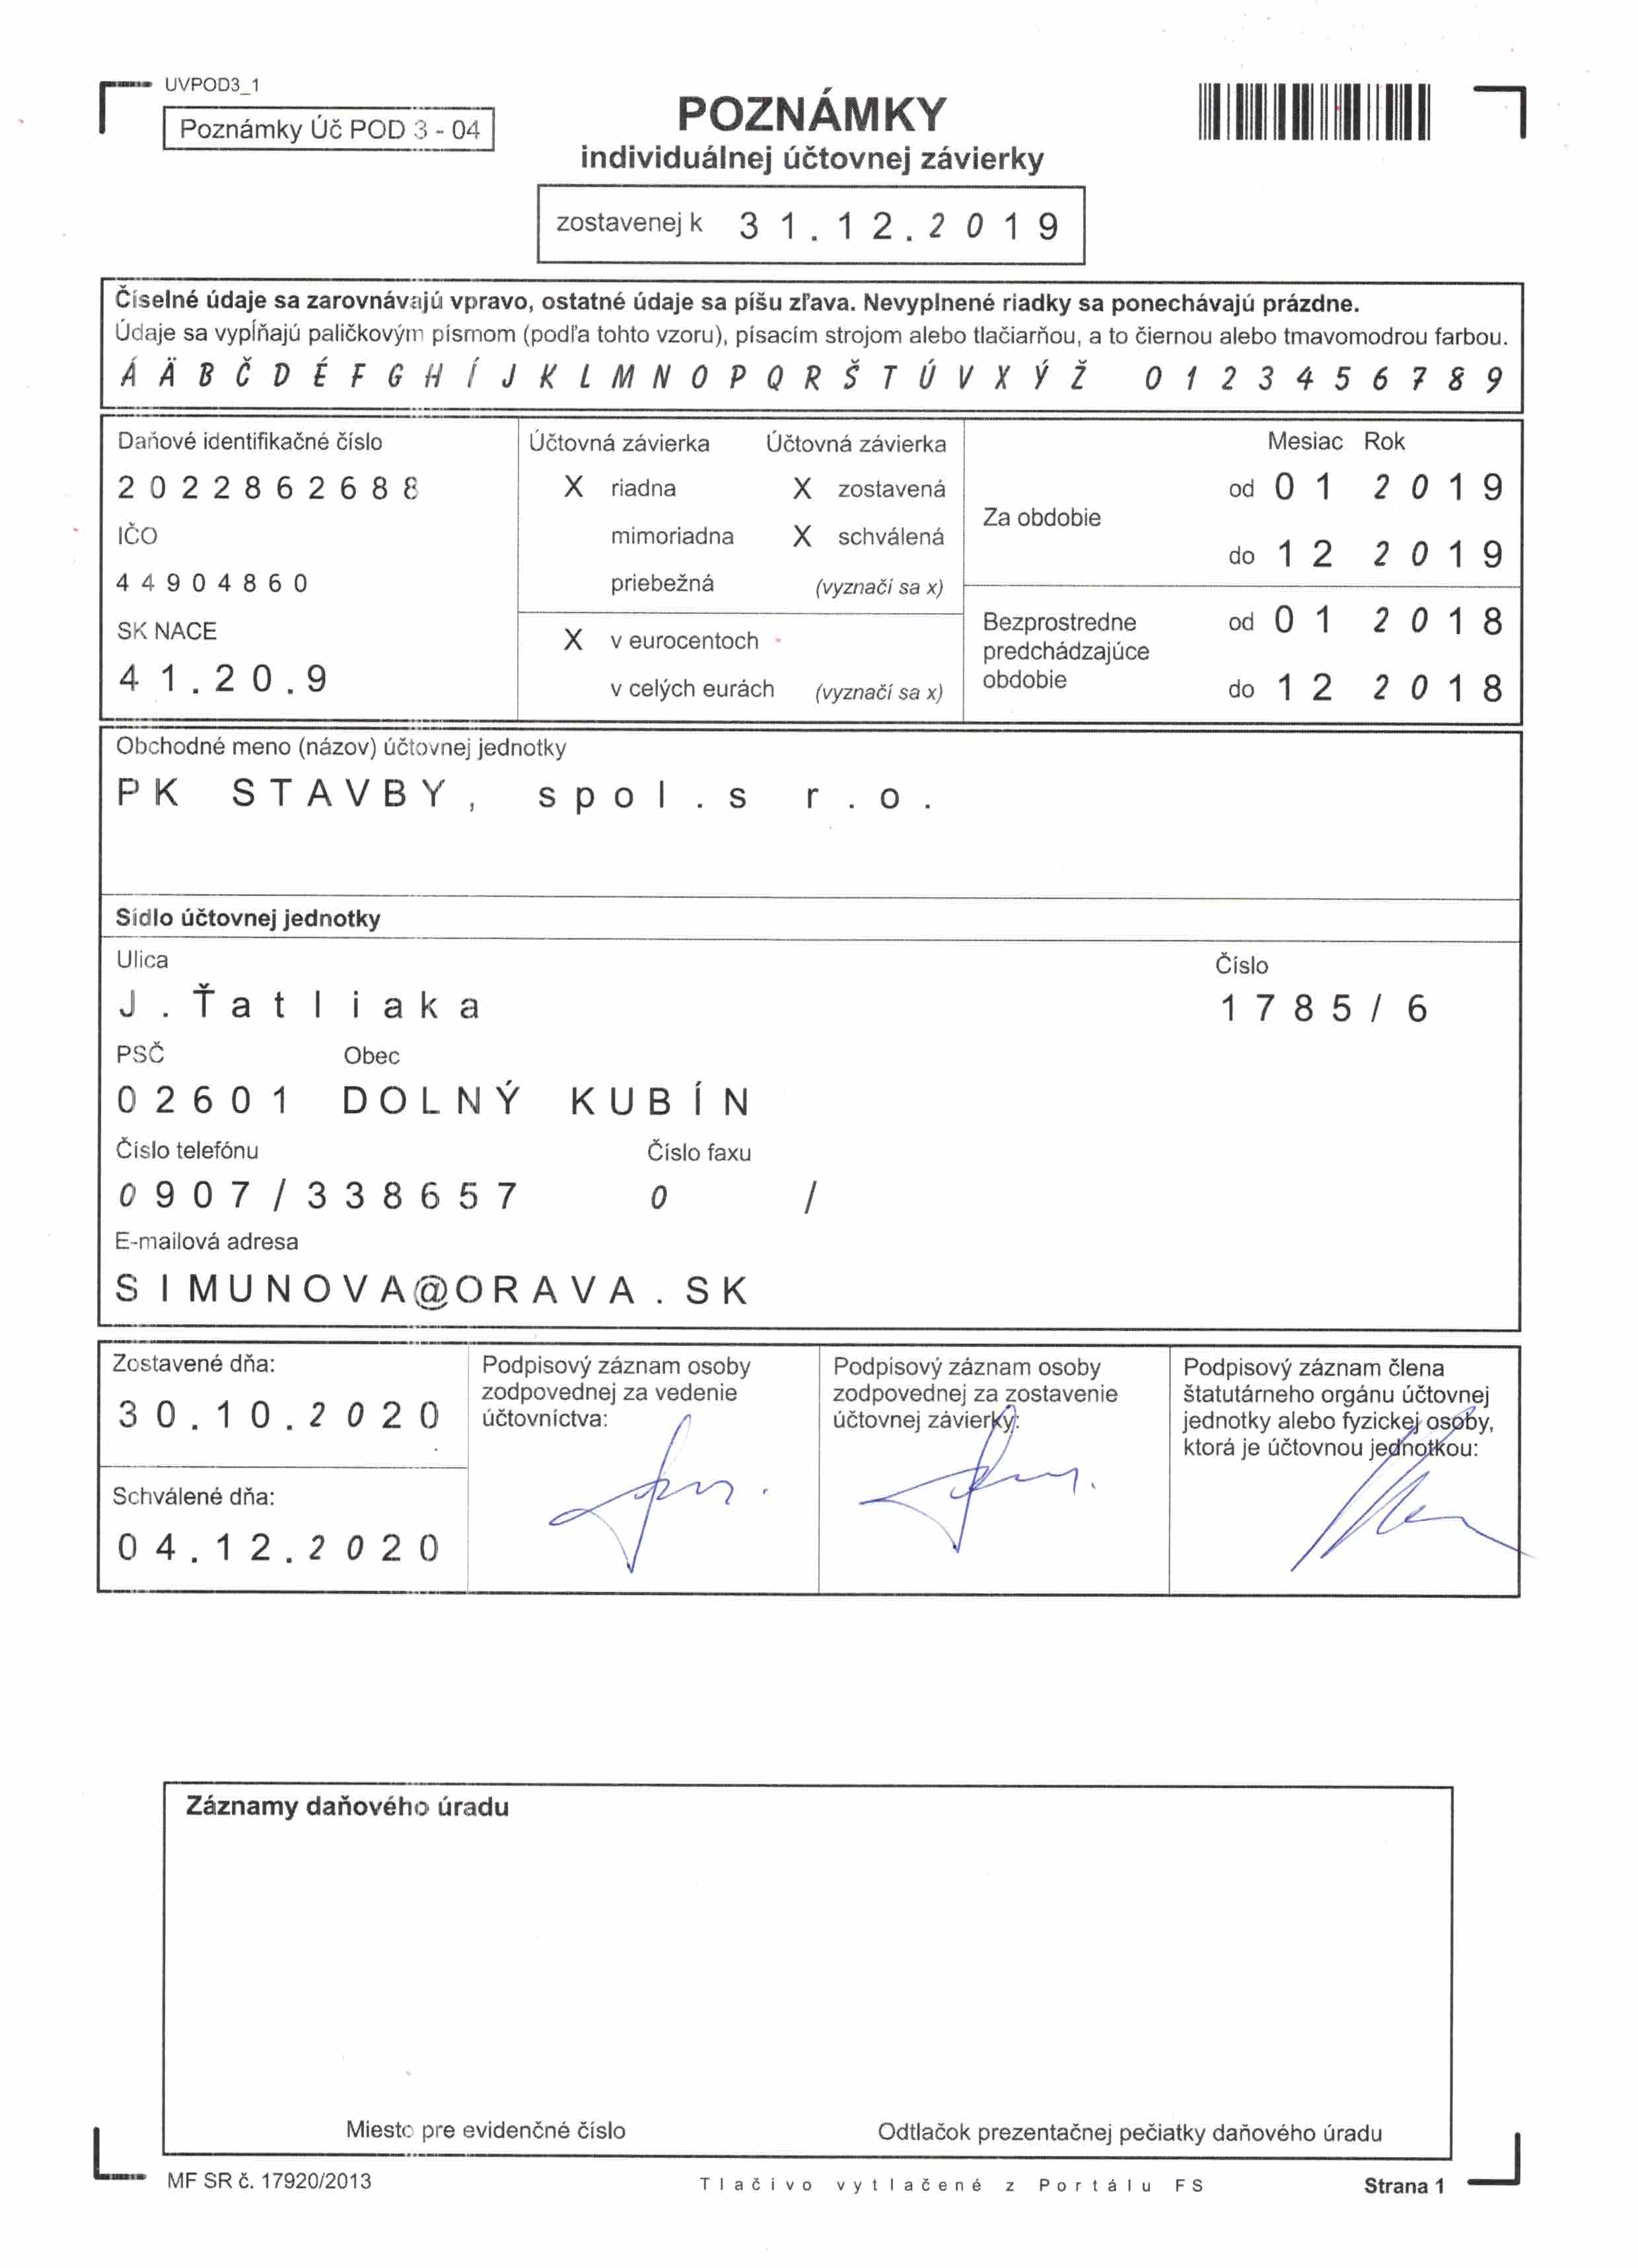 UVPOD3_1
Poznámky Úč POD 3 - 04
POZNÁMKY
individuálnej účtovnej závierky
zostavenej k 31.12.2019
Číselné údaje sa zarovnávajú vpravo, ostatné údaje sa píšu zľava. Nevyplnené riadky sa ponechávajú prázdne.
Údaje sa vypĺňajú paličkovým písmom (podľa tohto vzoru), písacím strojom alebo tlačiarňou, a to čiernou alebo tmavomodrou farbou.
Á Ä B Č D É F G H Í J K L M N O P Q R Š T Ú V X Ý Ž 0 1 2 3 4 5 6 7 8 9
Daňové identifikačné číslo
2022862688
IČO
44904860
SK NACE
41.20.9
Účtovná závierka
X riadna
mimoriadna
priebežná
Účtovná závierka
X zostavená
X schválená
(vyznačí sa x)
X v eurocentoch
v celých eurách (vyznačí sa x)
Mesiac Rok
Za obdobie
od 01 2019
do 12 2019
Bezprostredne predchádzajúce obdobie
od 01 2018
do 12 2018
Obchodné meno (názov) účtovnej jednotky
PK STAVBY, spol.s r.o.
Sídlo účtovnej jednotky
Ulica
J.Ťatliaka
Číslo
1785/6
PSČ Obec
02601 DOLNÝ KUBÍN
Číslo telefónu Číslo faxu
0907/338657 0 /
E-mailová adresa
SIMUNOVA@ORAVA.SK
Zostavené dňa:
30.10.2020
Schválené dňa:
04.12.2020
Podpisový záznam osoby
zodpovednej za vedenie
účtovníctva:
Podpisový záznam osoby
zodpovednej za zostavenie
účtovnej závierky:
Podpisový záznam člena
štatutárneho orgánu účtovnej
jednotky alebo fyzickej osoby,
ktorá je účtovnou jednotkou:
Záznamy daňového úradu
Miesto pre evidenčné číslo
Odtlačok prezentačnej pečiatky daňového úradu
MF SR č. 17920/2013
Tlačivo vytlačené z Portálu FS
Strana 1